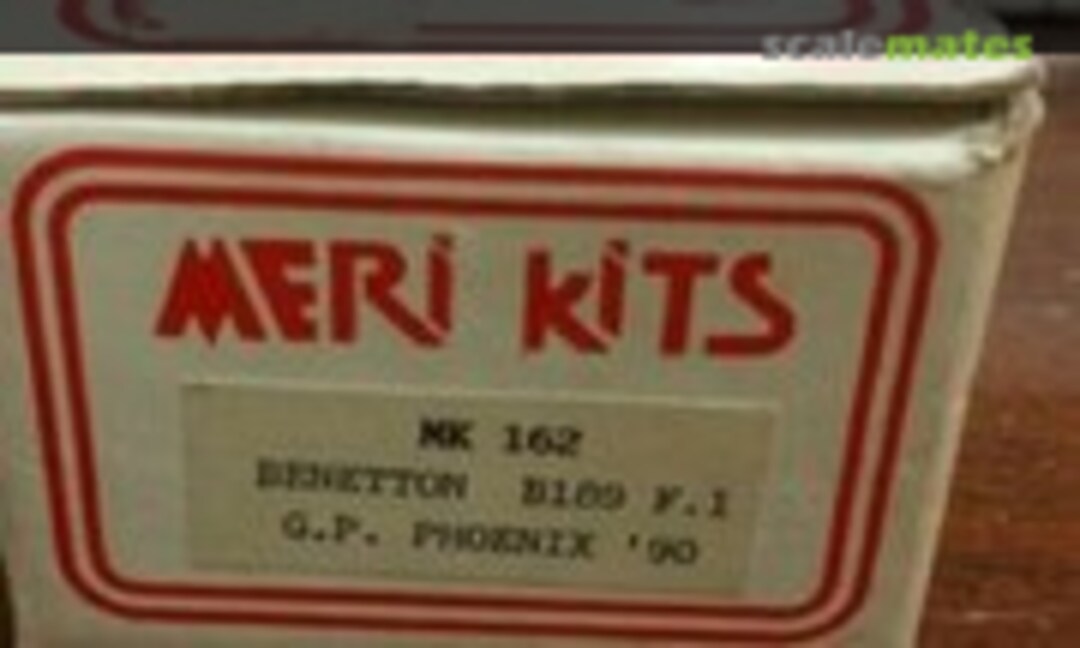 scalemates
MERi KiTS
MK 162
BENETTON B189 F.1
G.P. PHOENIX '90